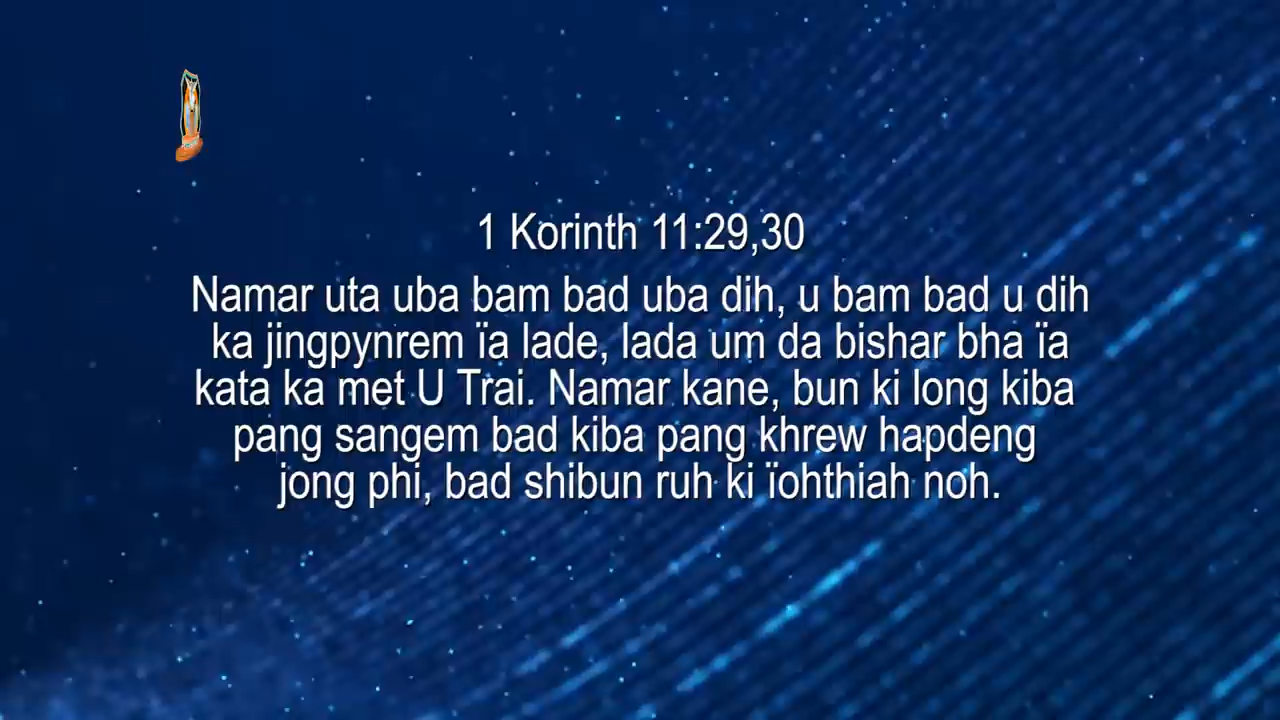 1 Korinth 11:29,30
Namar uta uba bam bad uba dih, u bam bad u dih
ka jingpynrem ïa lade, lada um da bishar bha ïa
kata ka met U Trai. Namar kane, bun ki long kiba
pang sangem bad kiba pang khrew hapdeng
jong phi, bad shibun ruh ki ïohthiah noh.